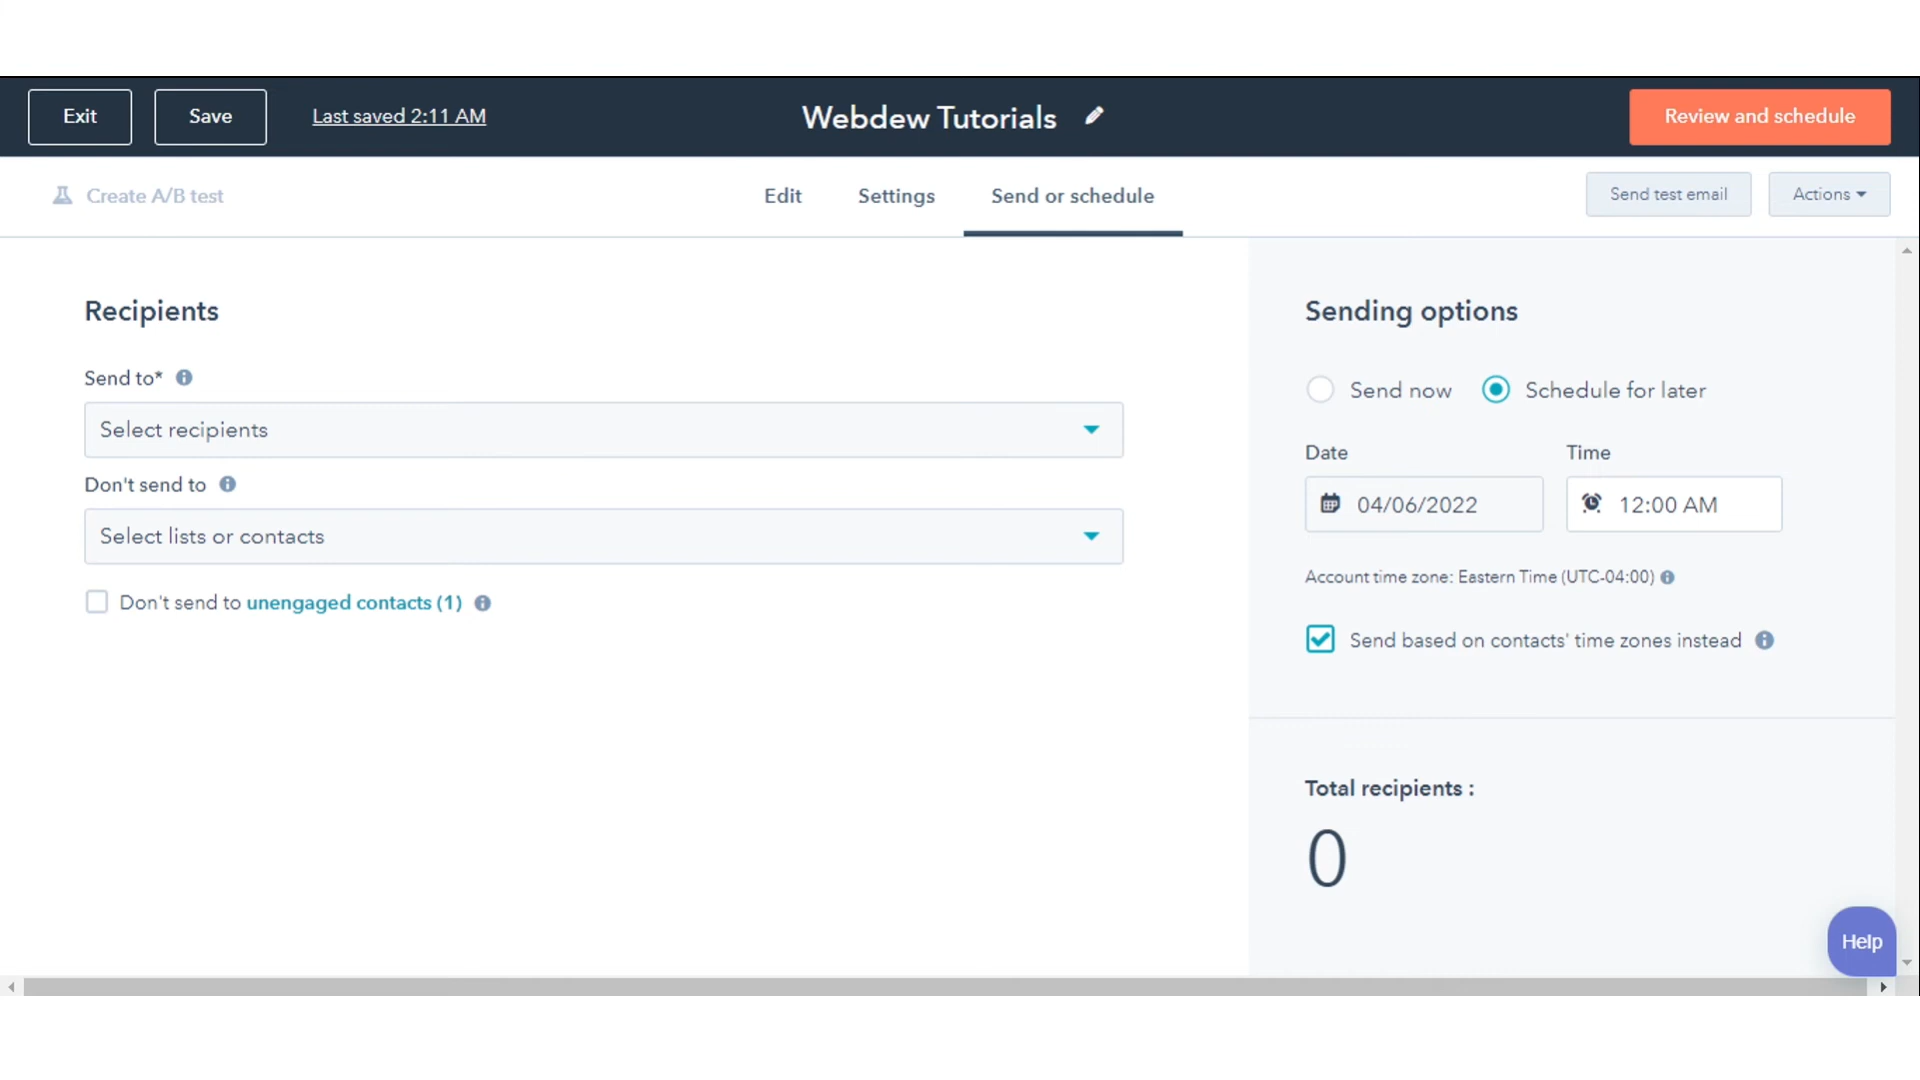 Exit
Save
Last saved 2:11 AM
Webdew Tutorials
Review and schedule
Create A/B test
Edit
Settings
Send or schedule
Send test email
Actions
Recipients
Send to*
Select recipients
Don't send to
Select lists or contacts
Don't send to unengaged contacts (1)
Sending options
Send now
Schedule for later
Date
Time
04/06/2022
12:00 AM
Account time zone: Eastern Time (UTC-04:00)
Send based on contacts' time zones instead
Total recipients :
0
Help